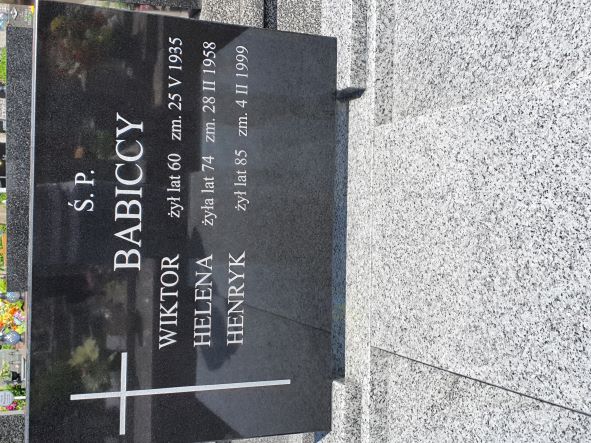 Ś. P.
BABICCY
WIKTOR żył lat 60 zm. 25 V 1935
HELENA żyła lat 74 zm. 28 II 1958
HENRYK żył lat 85 zm. 4 II 1999